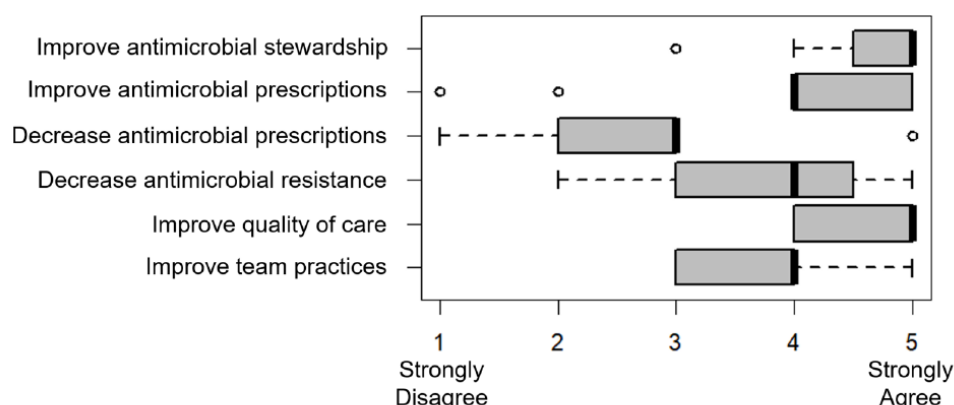 Improve antimicrobial stewardship
Improve antimicrobial prescriptions
Decrease antimicrobial prescriptions
Decrease antimicrobial resistance
Improve quality of care
Improve team practices
1 2 3 4 5
Strongly Strongly
Disagree Agree